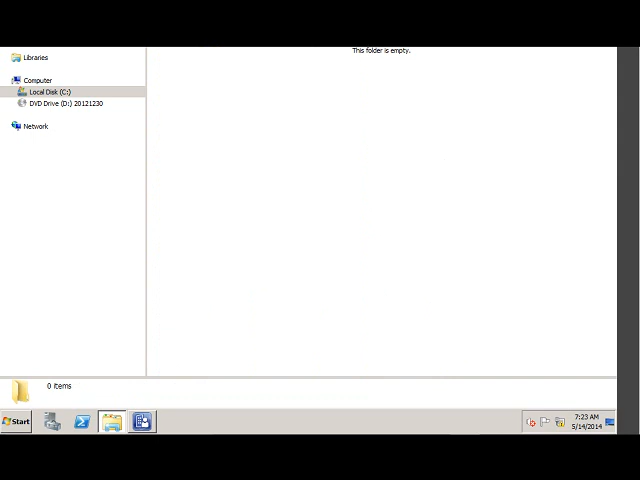 This folder is empty.
Libraries
Computer
Local Disk (C:)
DVD Drive (D:) 20121230
Network
0 items
Start
7:23 AM
5/14/2014